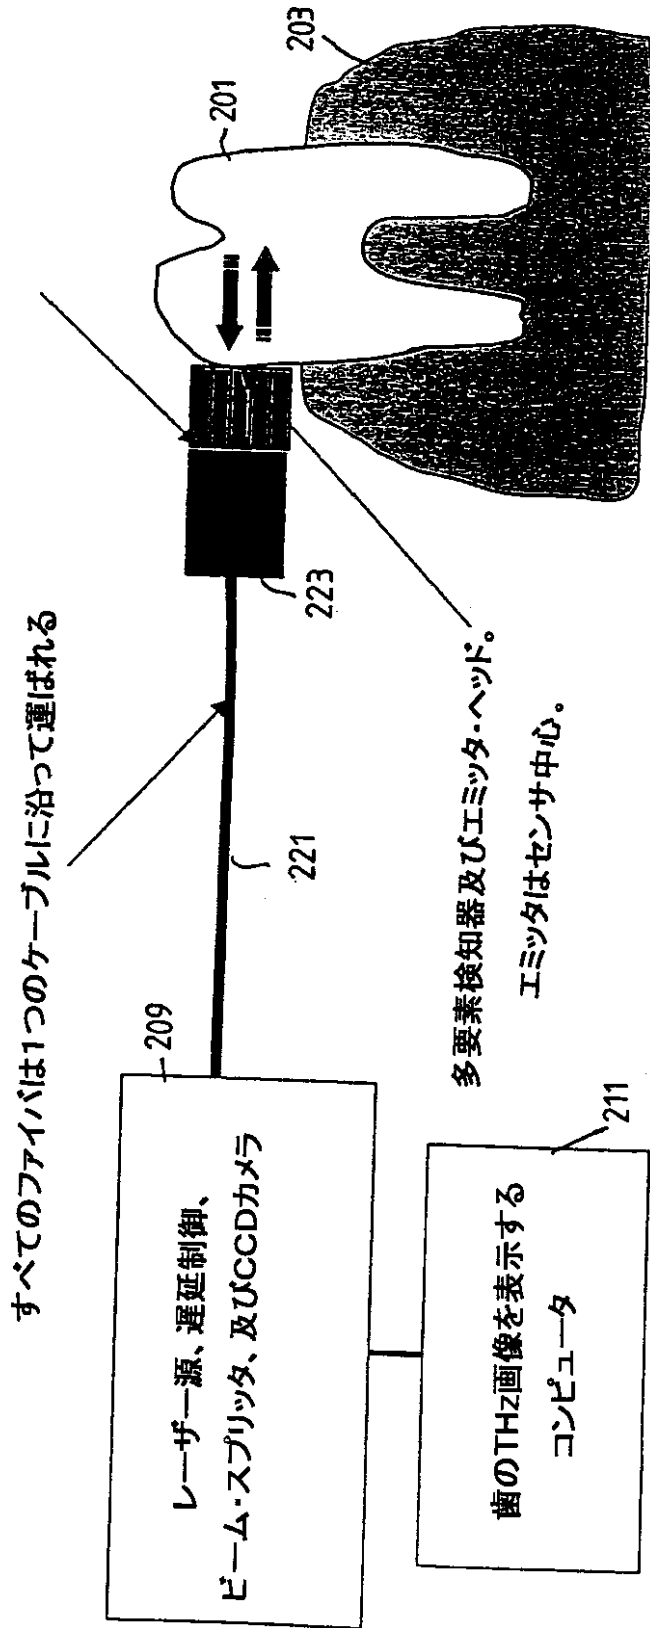 すべてのファイバは1つのケーブルに沿って運ばれる
203
201
223
221
209
レーザー源、遅延制御、
ビーム・スプリッタ、及びCCDカメラ
多要素検知器及びエミッタ・ヘッド。
エミッタはセンサ中心。
211
歯のTHz画像を表示する
コンピュータ